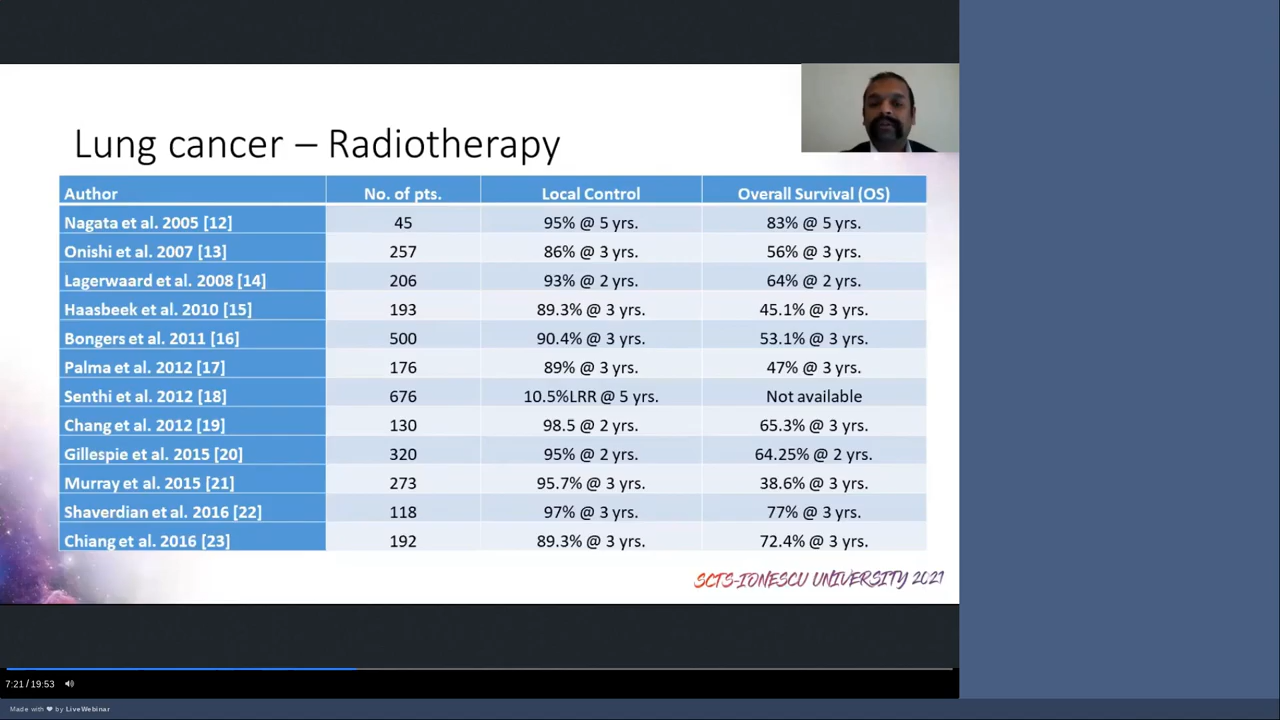 Lung cancer – Radiotherapy
Author No. of pts. Local Control Overall Survival (OS)
Nagata et al. 2005 [12] 45 95% @ 5 yrs. 83% @ 5 yrs.
Onishi et al. 2007 [13] 257 86% @ 3 yrs. 56% @ 3 yrs.
Lagerwaard et al. 2008 [14] 206 93% @ 2 yrs. 64% @ 2 yrs.
Haasbeek et al. 2010 [15] 193 89.3% @ 3 yrs. 45.1% @ 3 yrs.
Bongers et al. 2011 [16] 500 90.4% @ 3 yrs. 53.1% @ 3 yrs.
Palma et al. 2012 [17] 176 89% @ 3 yrs. 47% @ 3 yrs.
Senthi et al. 2012 [18] 676 10.5%LRR @ 5 yrs. Not available
Chang et al. 2012 [19] 130 98.5 @ 2 yrs. 65.3% @ 3 yrs.
Gillespie et al. 2015 [20] 320 95% @ 2 yrs. 64.25% @ 2 yrs.
Murray et al. 2015 [21] 273 95.7% @ 3 yrs. 38.6% @ 3 yrs.
Shaverdian et al. 2016 [22] 118 97% @ 3 yrs. 77% @ 3 yrs.
Chiang et al. 2016 [23] 192 89.3% @ 3 yrs. 72.4% @ 3 yrs.
SCTS-IONESCU UNIVERSITY 2021
7:21 / 19:53
Made with ❤ by LiveWebinar